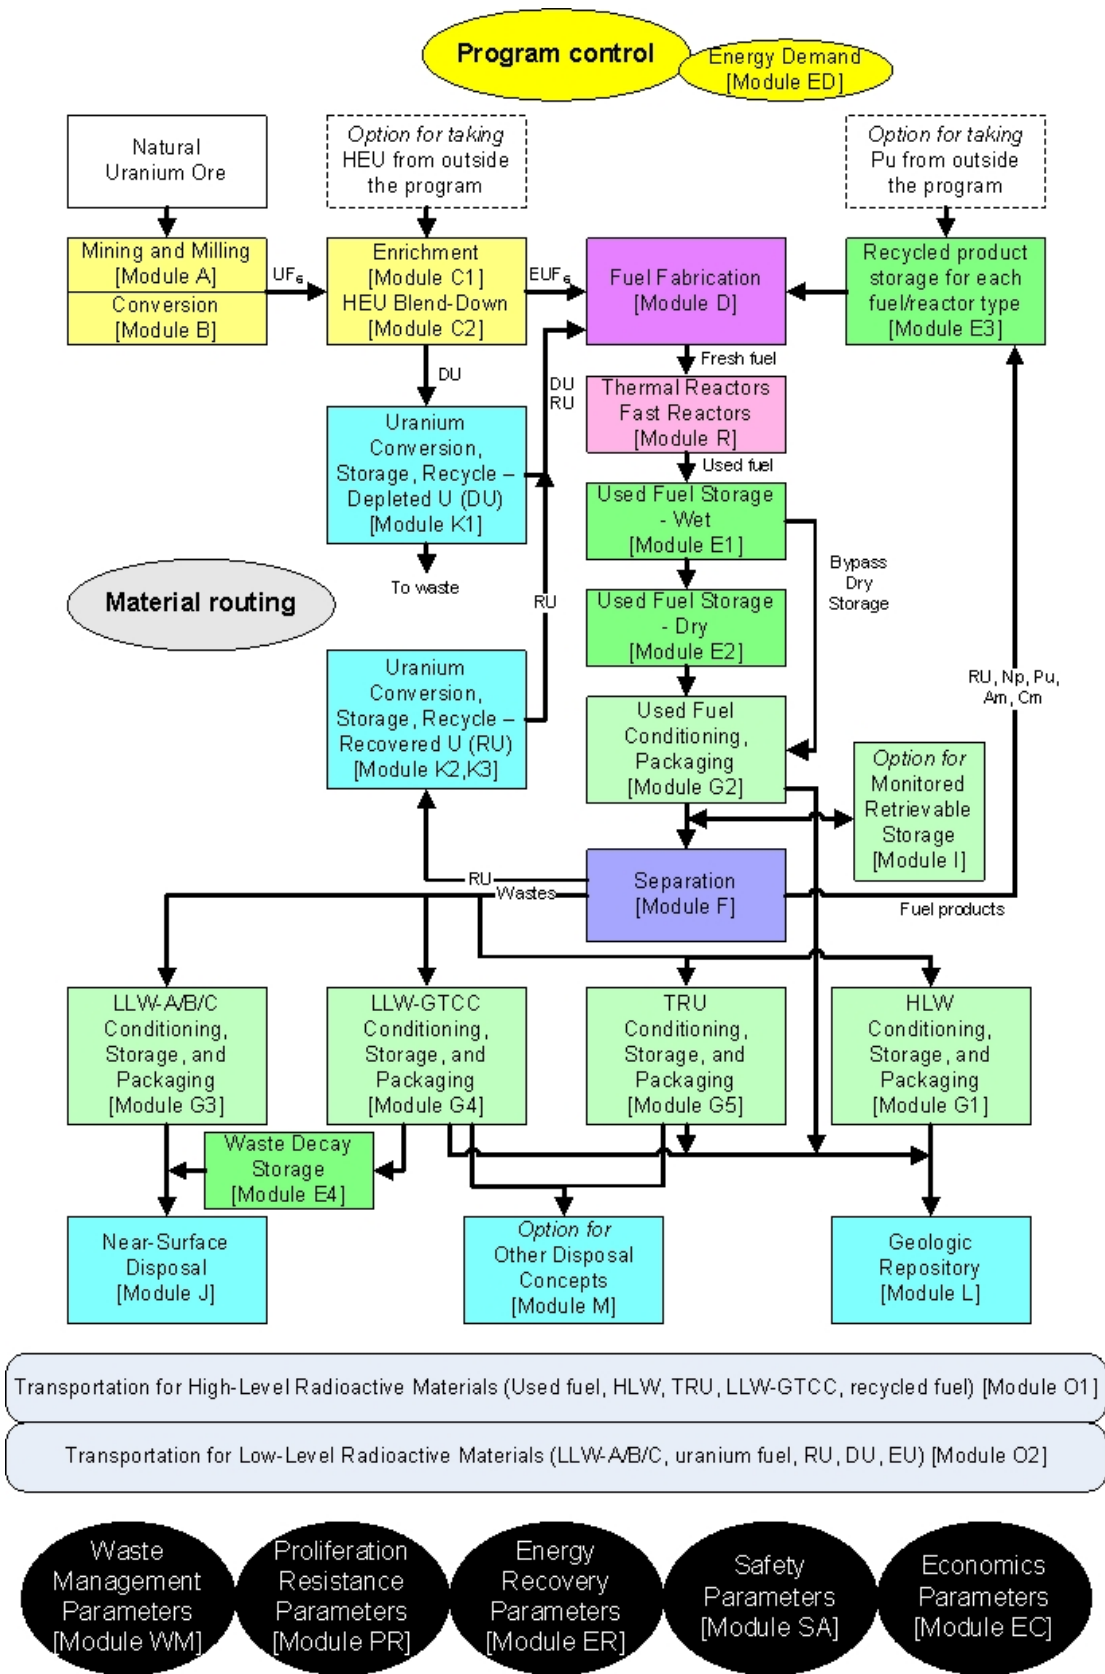 Program control
Energy Demand
[Module ED]
Natural
Uranium Ore
Option for taking
HEU from outside
the program
Option for taking
Pu from outside
the program
Mining and Milling
[Module A]
Conversion
[Module B]
UF6
Enrichment
[Module C1]
HEU Blend-Down
[Module C2]
EUF6
Fuel Fabrication
[Module D]
Recycled product
storage for each
fuel/reactor type
[Module E3]
DU
DU
RU
Fresh fuel
Thermal Reactors
Fast Reactors
[Module R]
Used fuel
Uranium
Conversion,
Storage, Recycle –
Depleted U (DU)
[Module K1]
To waste
Used Fuel Storage
- Wet
[Module E1]
Bypass
Dry
Storage
Material routing
RU
Used Fuel Storage
- Dry
[Module E2]
Uranium
Conversion,
Storage, Recycle –
Recovered U (RU)
[Module K2,K3]
Used Fuel
Conditioning,
Packaging
[Module G2]
RU, Np, Pu,
Am, Cm
Option for
Monitored
Retrievable
Storage
[Module I]
RU
Wastes
Separation
[Module F]
Fuel products
LLW-A/B/C
Conditioning,
Storage, and
Packaging
[Module G3]
LLW-GTCC
Conditioning,
Storage, and
Packaging
[Module G4]
TRU
Conditioning,
Storage, and
Packaging
[Module G5]
HLW
Conditioning,
Storage, and
Packaging
[Module G1]
Waste Decay
Storage
[Module E4]
Near-Surface
Disposal
[Module J]
Option for
Other Disposal
Concepts
[Module M]
Geologic
Repository
[Module L]
Transportation for High-Level Radioactive Materials (Used fuel, HLW, TRU, LLW-GTCC, recycled fuel) [Module O1]
Transportation for Low-Level Radioactive Materials (LLW-A/B/C, uranium fuel, RU, DU, EU) [Module O2]
Waste
Management
Parameters
[Module WM]
Proliferation
Resistance
Parameters
[Module PR]
Energy
Recovery
Parameters
[Module ER]
Safety
Parameters
[Module SA]
Economics
Parameters
[Module EC]